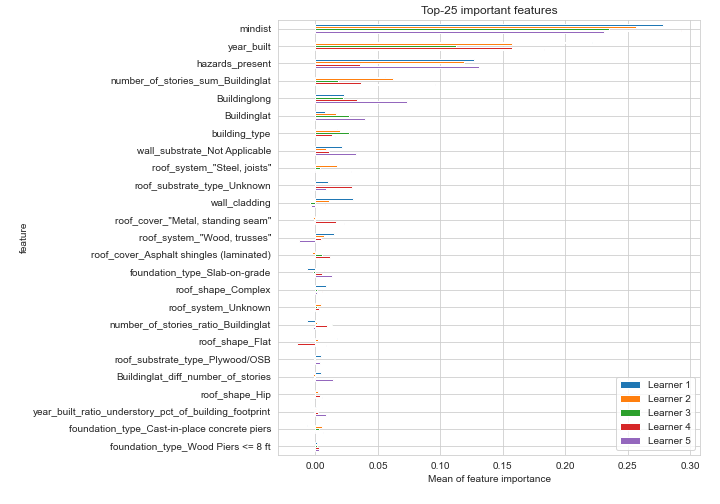 Top-25 important features
mindist
year_built
hazards_present
number_of_stories_sum_Buildinglat
Buildinglong
Buildinglat
building_type
wall_substrate_Not Applicable
roof_system_"Steel, joists"
roof_substrate_type_Unknown
wall_cladding
roof_cover_"Metal, standing seam"
roof_system_"Wood, trusses"
roof_cover_Asphalt shingles (laminated)
foundation_type_Slab-on-grade
roof_shape_Complex
roof_system_Unknown
number_of_stories_ratio_Buildinglat
roof_shape_Flat
roof_substrate_type_Plywood/OSB
Buildinglat_diff_number_of_stories
roof_shape_Hip
year_built_ratio_understory_pct_of_building_footprint
foundation_type_Cast-in-place concrete piers
foundation_type_Wood Piers <= 8 ft
feature
Learner 1
Learner 2
Learner 3
Learner 4
Learner 5
0.00 0.05 0.10 0.15 0.20 0.25 0.30
Mean of feature importance